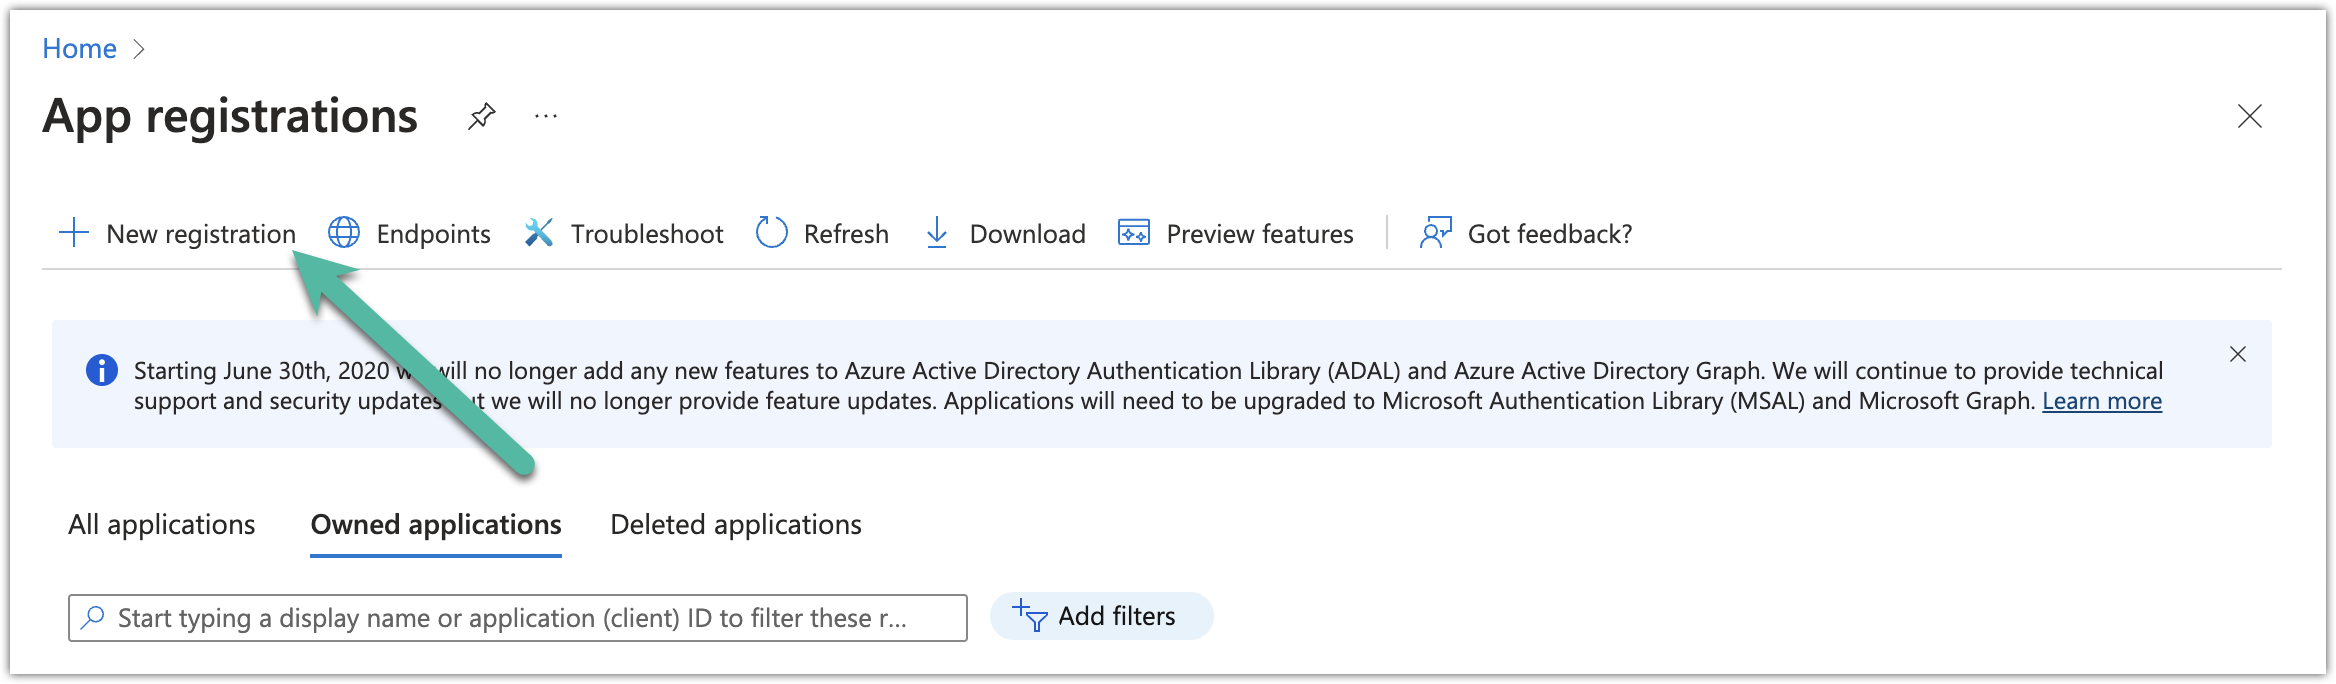 Home
App registrations
New registration Endpoints Troubleshoot Refresh Download Preview features Got feedback?
Starting June 30th, 2020 will no longer add any new features to Azure Active Directory Authentication Library (ADAL) and Azure Active Directory Graph. We will continue to provide technical
support and security updates we will no longer provide feature updates. Applications will need to be upgraded to Microsoft Authentication Library (MSAL) and Microsoft Graph. Learn more
All applications Owned applications Deleted applications
Start typing a display name or application (client) ID to filter these r...
Add filters